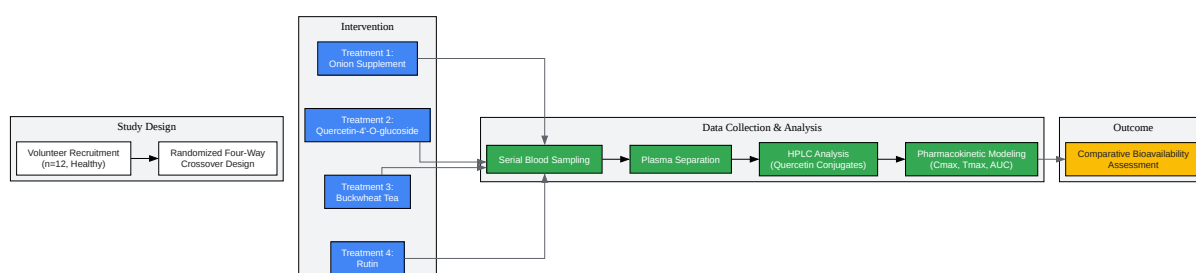 Study Design
Volunteer Recruitment
(n=12, Healthy)
Randomized Four-Way
Crossover Design
Intervention
Treatment 1:
Onion Supplement
Treatment 2:
Quercetin-4'-O-glucoside
Treatment 3:
Buckwheat Tea
Treatment 4:
Rutin
Data Collection & Analysis
Serial Blood Sampling
Plasma Separation
HPLC Analysis
(Quercetin Conjugates)
Pharmacokinetic Modeling
(Cmax, Tmax, AUC)
Outcome
Comparative Bioavailability
Assessment